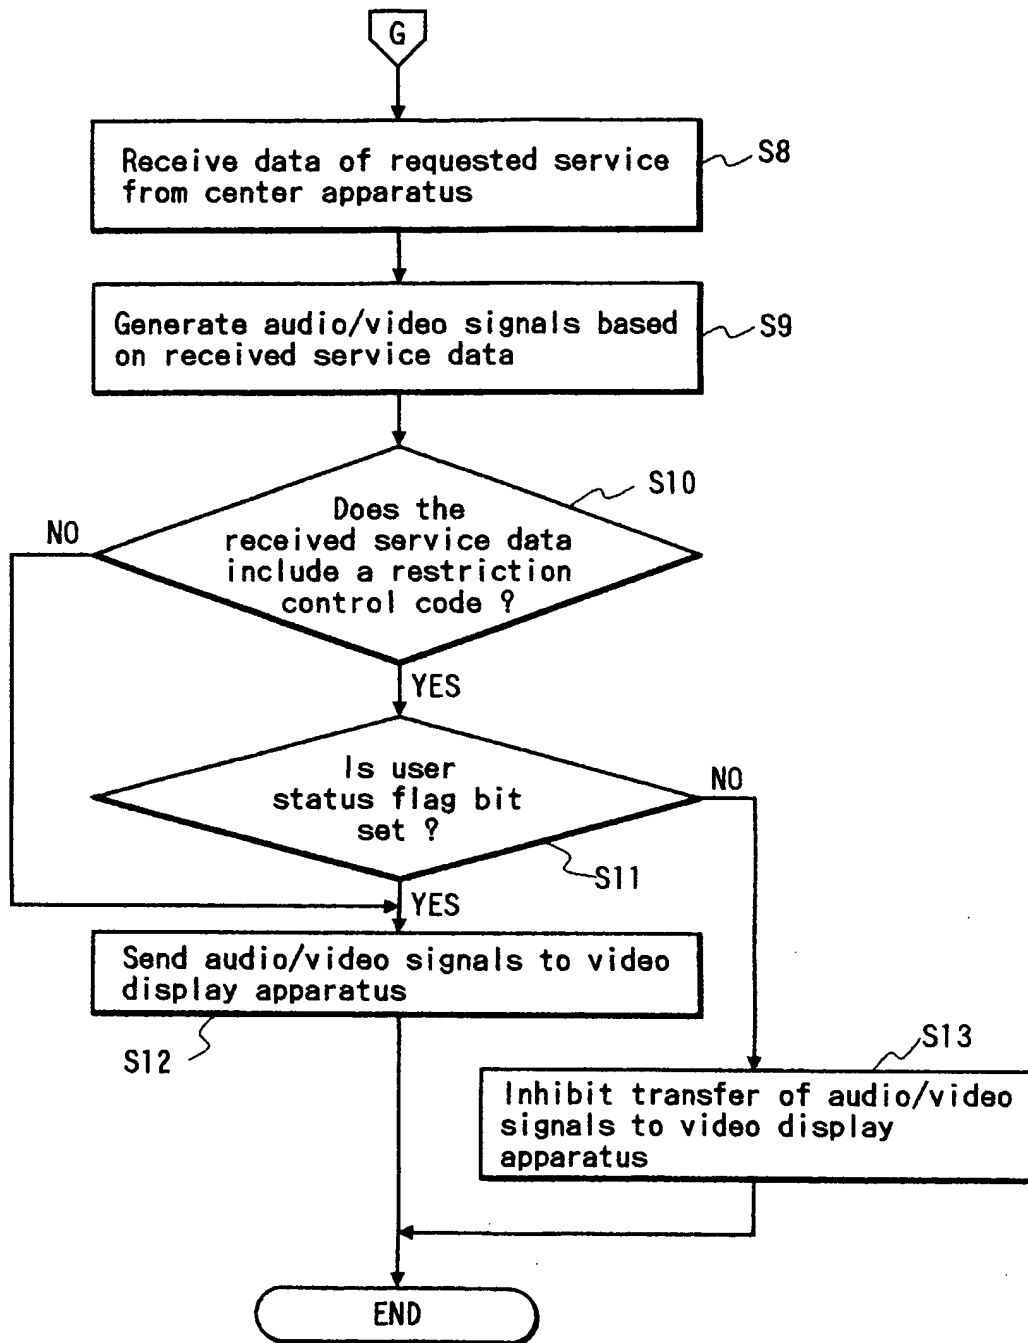 G
Receive data of requested service
from center apparatus
S8
Generate audio/video signals based
on received service data
S9
S10
Does the
received service data
include a restriction
control code ?
NO
YES
Is user
status flag bit
set ?
NO
S11
YES
Send audio/video signals to video
display apparatus
S12
S13
Inhibit transfer of audio/video
signals to video display
apparatus
END